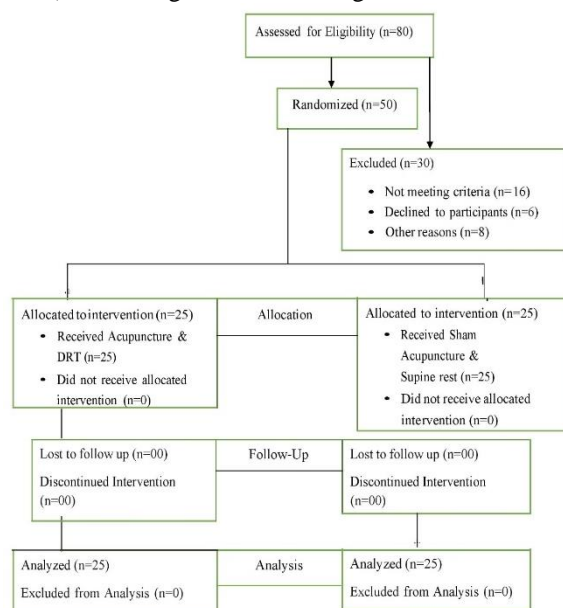 Assessed for Eligibility (n=80)
Randomized (n=50)
Excluded (n=30)
• Not meeting criteria (n=16)
• Declined to participants (n=6)
• Other reasons (n=8)
Allocated to intervention (n=25)
• Received Acupuncture &
DRT (n=25)
• Did not receive allocated
intervention (n=0)
Allocation
Allocated to intervention (n=25)
• Received Sham
Acupuncture &
Supine rest (n=25)
• Did not receive allocated
intervention (n=0)
Lost to follow up (n=00)
Discontinued Intervention
(n=00)
Follow-Up
Lost to follow up (n=00)
Discontinued Intervention
(n=00)
Analyzed (n=25)
Excluded from Analysis (n=0)
Analysis
Analyzed (n=25)
Excluded from Analysis (n=0)